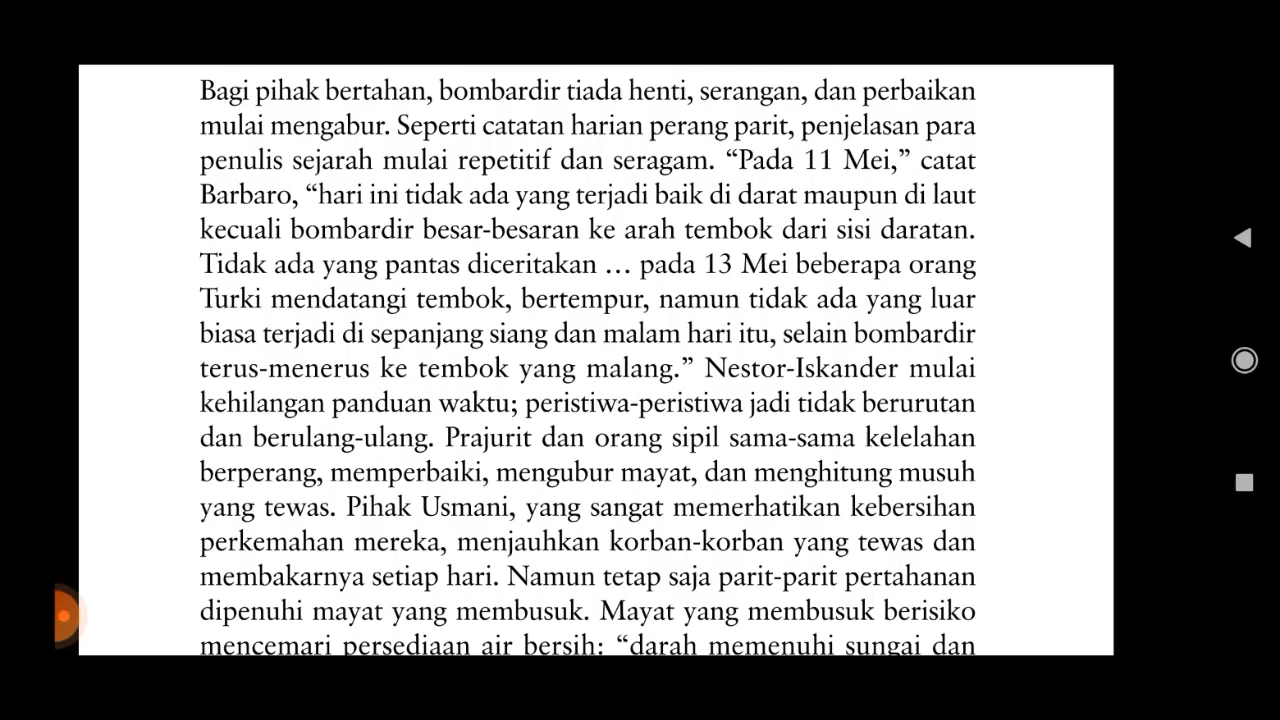 Bagi pihak bertahan, bombardir tiada henti, serangan, dan perbaikan
mulai mengabur. Seperti catatan harian perang parit, penjelasan para
penulis sejarah mulai repetitif dan seragam. “Pada 11 Mei,” catat
Barbaro, “hari ini tidak ada yang terjadi baik di darat maupun di laut
kecuali bombardir besar-besaran ke arah tembok dari sisi daratan.
Tidak ada yang pantas diceritakan … pada 13 Mei beberapa orang
Turki mendatangi tembok, bertempur, namun tidak ada yang luar
biasa terjadi di sepanjang siang dan malam hari itu, selain bombardir
terus-menerus ke tembok yang malang.” Nestor-Iskander mulai
kehilangan panduan waktu; peristiwa-peristiwa jadi tidak berurutan
dan berulang-ulang. Prajurit dan orang sipil sama-sama kelelahan
berperang, memperbaiki, mengubur mayat, dan menghitung musuh
yang tewas. Pihak Usmani, yang sangat memerhatikan kebersihan
perkemahan mereka, menjauhkan korban-korban yang tewas dan
membakarnya setiap hari. Namun tetap saja parit-parit pertahanan
dipenuhi mayat yang membusuk. Mayat yang membusuk berisiko
mencemari persediaan air bersih: “darah memenuhi sungai dan